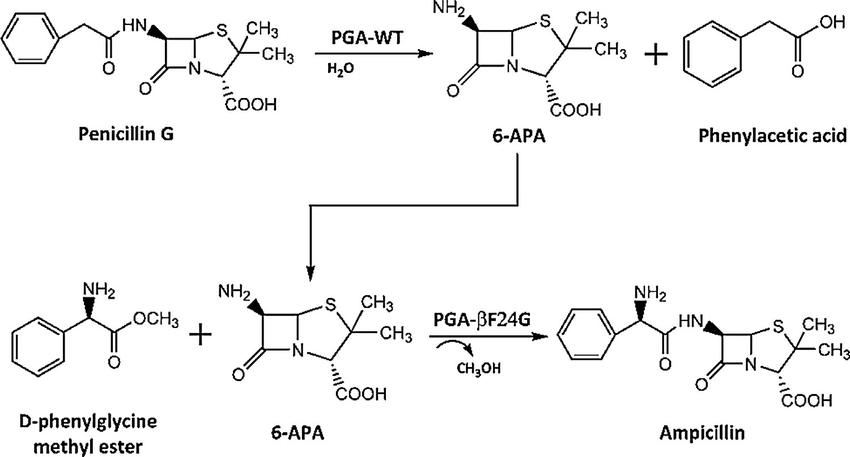 HN
S
CH₃
CH₃
O
O
N
COOH
Penicillin G
PGA-WT
H₂O
NH₂
S
CH₃
CH₃
O
N
COOH
6-APA
+
OH
O
Phenylacetic acid
NH₂
OCH₃
O
D-phenylglycine
methyl ester
+
NH₂
S
CH₃
CH₃
O
N
COOH
6-APA
PGA-βF24G
CH₃OH
NH₂
HN
S
CH₃
CH₃
O
O
N
COOH
Ampicillin